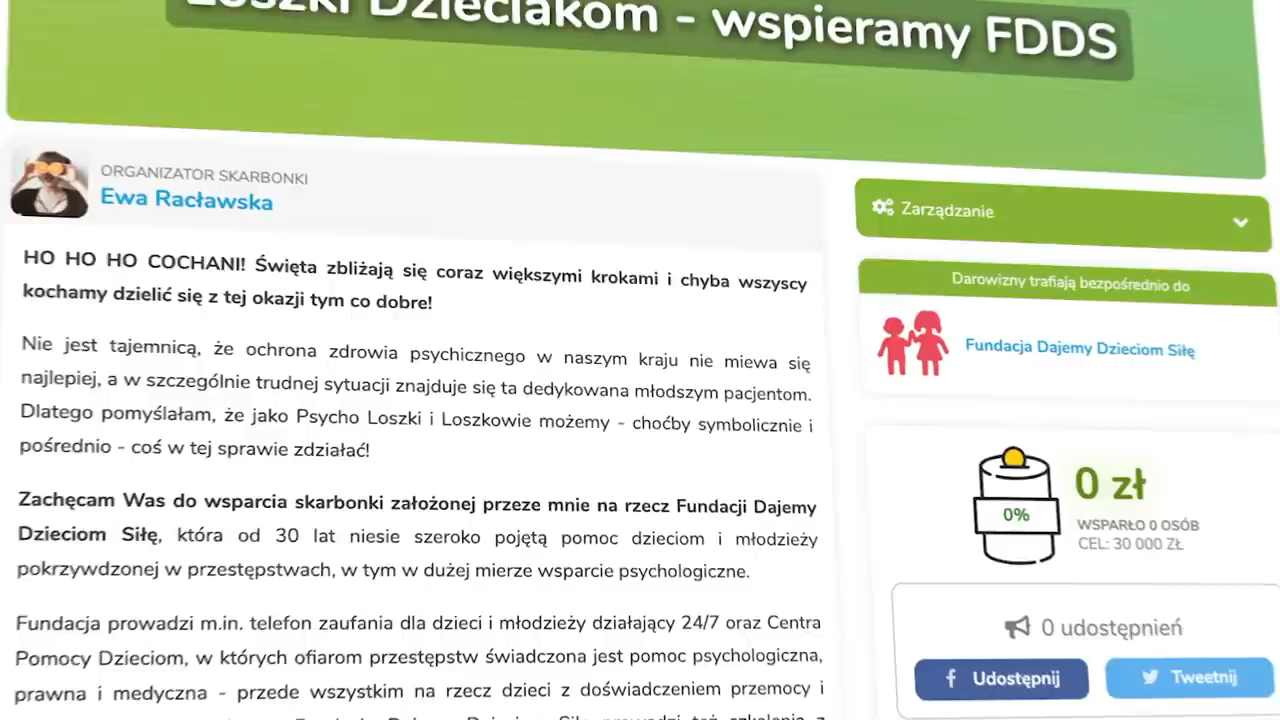 Dzieciakom - wspieramy FDDS
ORGANIZATOR SKARBONKI
Ewa Racławska
Zarządzanie
Darowizny trafiają bezpośrednio do
Fundacja Dajemy Dzieciom Siłę
HO HO HO COCHANI! Święta zbliżają się coraz większymi krokami i chyba wszyscy
kochamy dzielić się z tej okazji tym co dobre!
Nie jest tajemnicą, że ochrona zdrowia psychicznego w naszym kraju nie miewa się
najlepiej, a w szczególnie trudnej sytuacji znajduje się ta dedykowana młodszym pacjentom.
Dlatego pomyślałam, że jako Psycho Loszki i Loszkowie możemy - choćby symbolicznie i
pośrednio - coś w tej sprawie zdziałać!
Zachęcam Was do wsparcia skarbonki założonej przeze mnie na rzecz Fundacji Dajemy
Dzieciom Siłę, która od 30 lat niesie szeroko pojętą pomoc dzieciom i młodzieży
pokrzywdzonej w przestępstwach, w tym w dużej mierze wsparcie psychologiczne.
Fundacja prowadzi m.in. telefon zaufania dla dzieci i młodzieży działający 24/7 oraz Centra
Pomocy Dzieciom, w których ofiarom przestępstw świadczona jest pomoc psychologiczna,
prawna i medyczna - przede wszystkim na rzecz dzieci z doświadczeniem przemocy i
0%
0 zł
WSPARŁO 0 OSÓB
CEL: 30 000 ZŁ
0 udostępnień
Udostępnij
Tweetnij